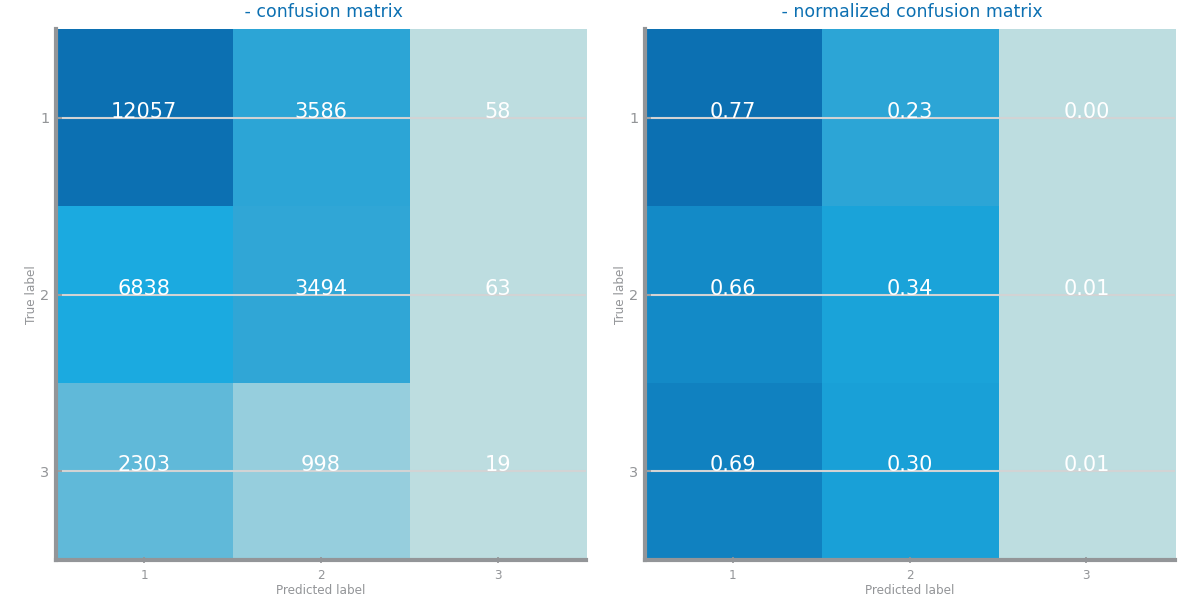 - confusion matrix
1 12057 3586 58
2 6838 3494 63
3 2303 998 19
True label
1 2 3
Predicted label
- normalized confusion matrix
1 0.77 0.23 0.00
2 0.66 0.34 0.01
3 0.69 0.30 0.01
True label
1 2 3
Predicted label